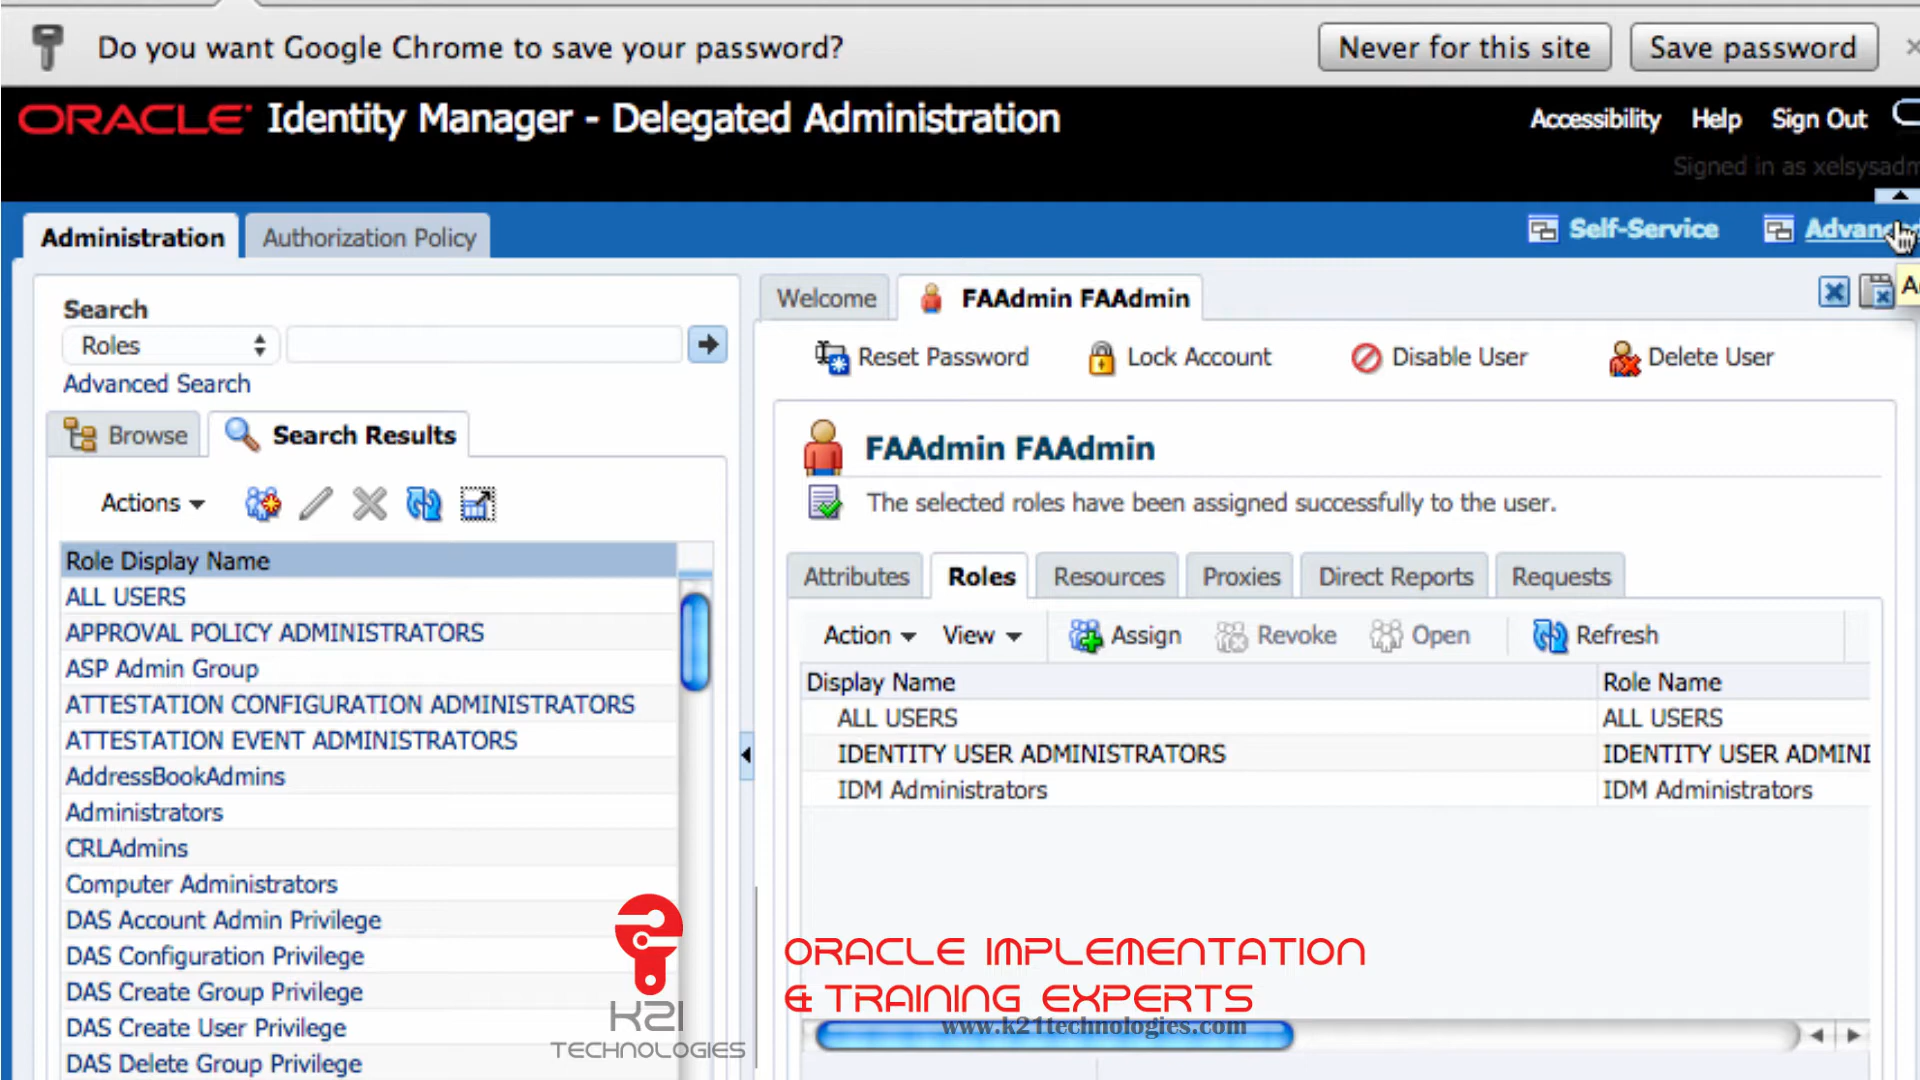 Do you want Google Chrome to save your password?
Never for this site
Save password
ORACLE Identity Manager - Delegated Administration
Accessibility Help Sign Out
Signed in as xelsysadm
Administration
Authorization Policy
Self-Service
Advanc
Search
Roles
Advanced Search
Browse
Search Results
Actions
Role Display Name
ALL USERS
APPROVAL POLICY ADMINISTRATORS
ASP Admin Group
ATTESTATION CONFIGURATION ADMINISTRATORS
ATTESTATION EVENT ADMINISTRATORS
AddressBookAdmins
Administrators
CRLAdmins
Computer Administrators
DAS Account Admin Privilege
DAS Configuration Privilege
DAS Create Group Privilege
DAS Create User Privilege
DAS Delete Group Privilege
Welcome
FAAdmin FAAdmin
Reset Password
Lock Account
Disable User
Delete User
FAAdmin FAAdmin
The selected roles have been assigned successfully to the user.
Attributes
Roles
Resources
Proxies
Direct Reports
Requests
Action View Assign Revoke Open Refresh
Display Name Role Name
ALL USERS ALL USERS
IDENTITY USER ADMINISTRATORS IDENTITY USER ADMINI
IDM Administrators IDM Administrators
K21
TECHNOLOGIES
ORACLE IMPLEMENTATION
& TRAINING EXPERTS
www.k21technologies.com